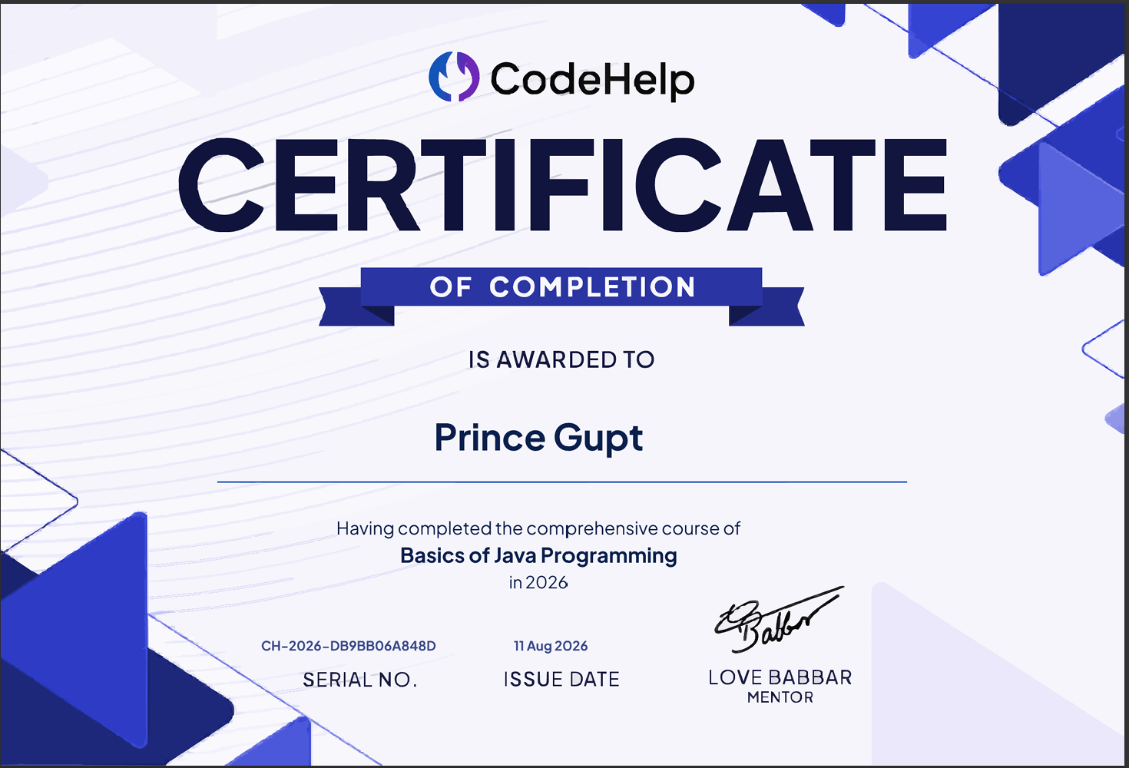 CodeHelp
CERTIFICATE
OF COMPLETION
IS AWARDED TO
Prince Gupt
Having completed the comprehensive course of
Basics of Java Programming
in 2026
Babbar
CH-2026-DB9BB06A848D
11 Aug 2026
SERIAL NO.
ISSUE DATE
LOVE BABBAR
MENTOR